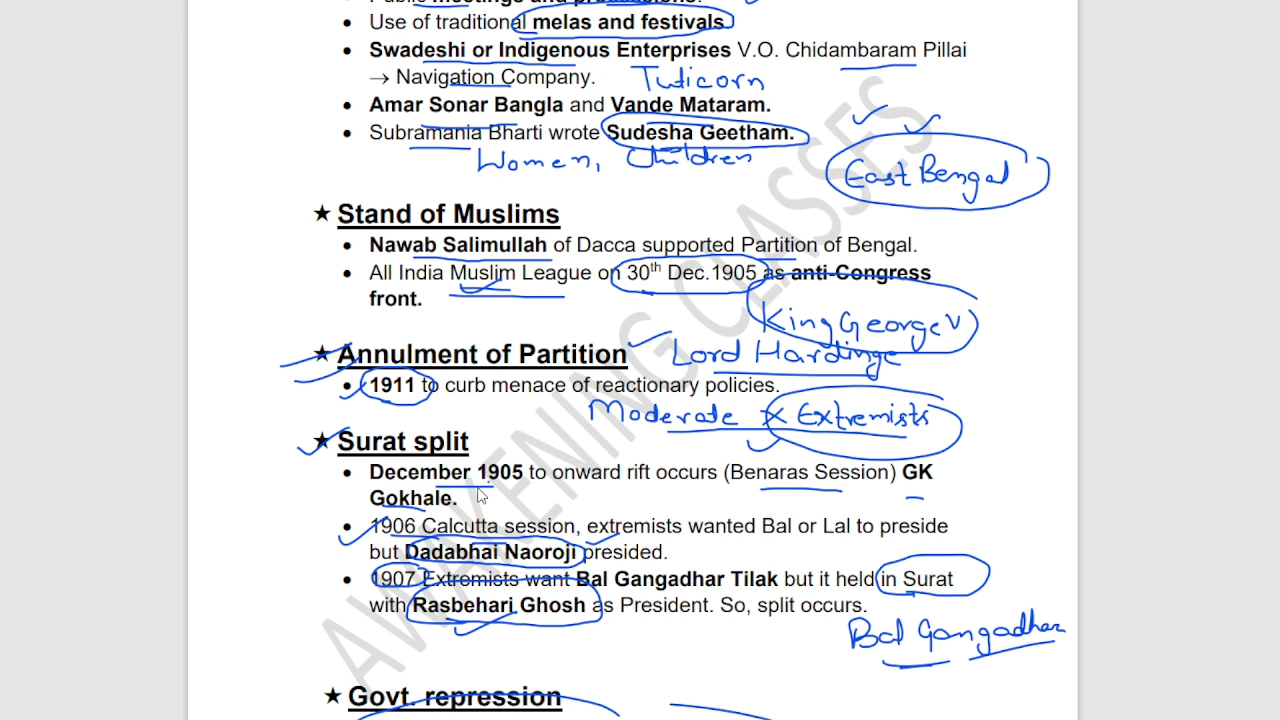 Public meetings and processions.
• Use of traditional melas and festivals
• Swadeshi or Indigenous Enterprises V.O. Chidambaram Pillai
→ Navigation Company. Tuticorn
• Amar Sonar Bangla and Vande Mataram.
• Subramania Bharti wrote Sudesha Geetham.
Women, Children
East Bengal
★ Stand of Muslims
• Nawab Salimullah of Dacca supported Partition of Bengal.
• All India Muslim League on 30th Dec.1905 as anti-Congress
front.
King George V
★ Annulment of Partition Lord Hardinge
• 1911 to curb menace of reactionary policies.
Moderate x Extremists
★ Surat split
• December 1905 to onward rift occurs (Benaras Session) GK
Gokhale.
• 1906 Calcutta session, extremists wanted Bal or Lal to preside
but Dadabhai Naoroji presided.
• 1907 Extremists want Bal Gangadhar Tilak but it held in Surat
with Rasbehari Ghosh as President. So, split occurs.
Bal Gangadhar
★ Govt. repression
AWAKENING CLASSES